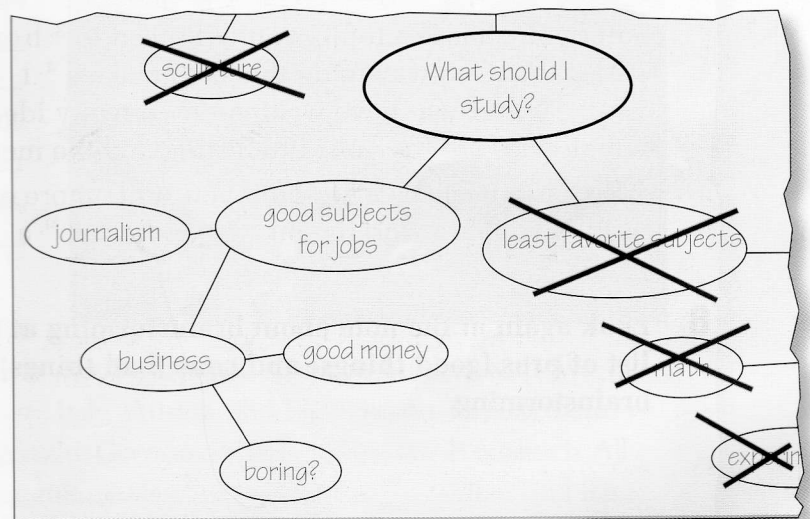 sculpture
What should I
study?
good subjects
for jobs
journalism
least favorite subjects
business
good money
math
boring?